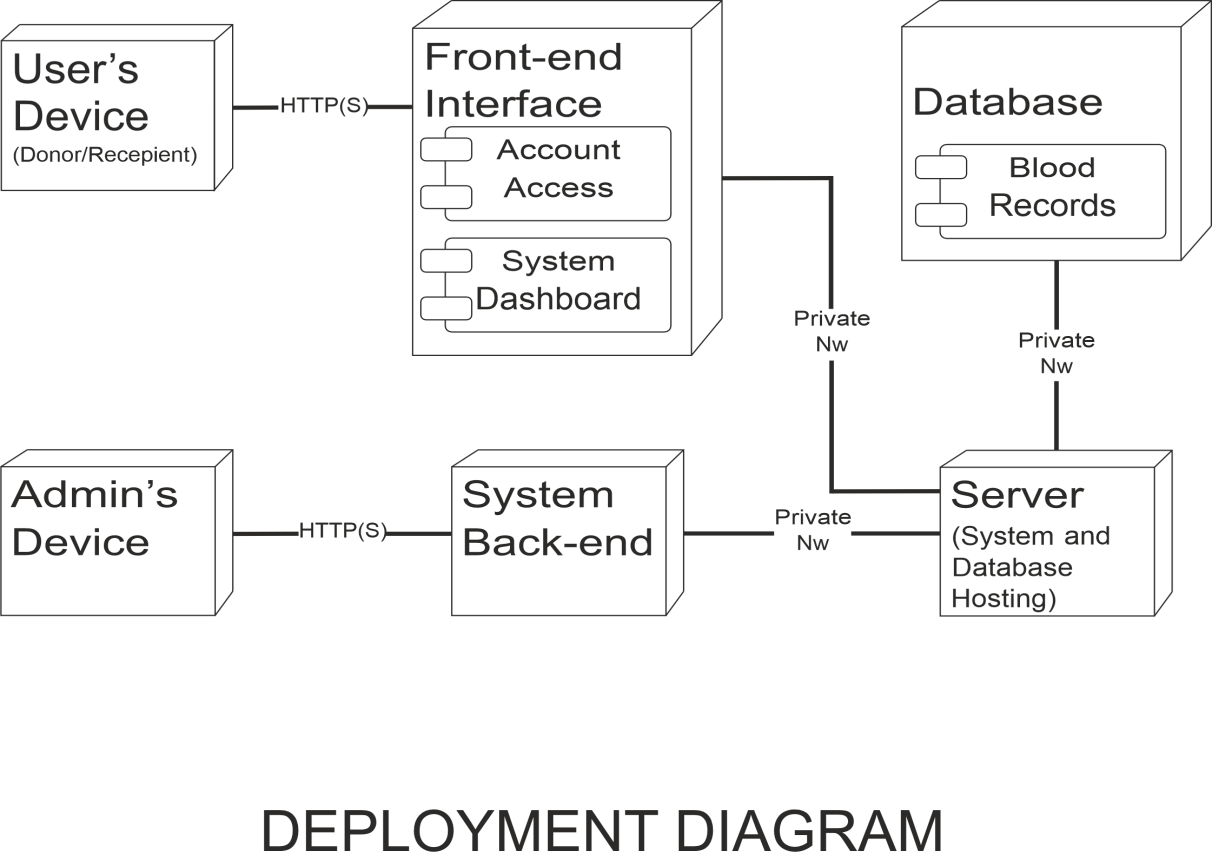 User’s
Device
(Donor/Recepient)
HTTP(S)
Front-end
Interface
Account
Access
System
Dashboard
Database
Blood
Records
Private
Nw
Private
Nw
Admin’s
Device
HTTP(S)
System
Back-end
Private
Nw
Server
(System and
Database
Hosting)
DEPLOYMENT DIAGRAM